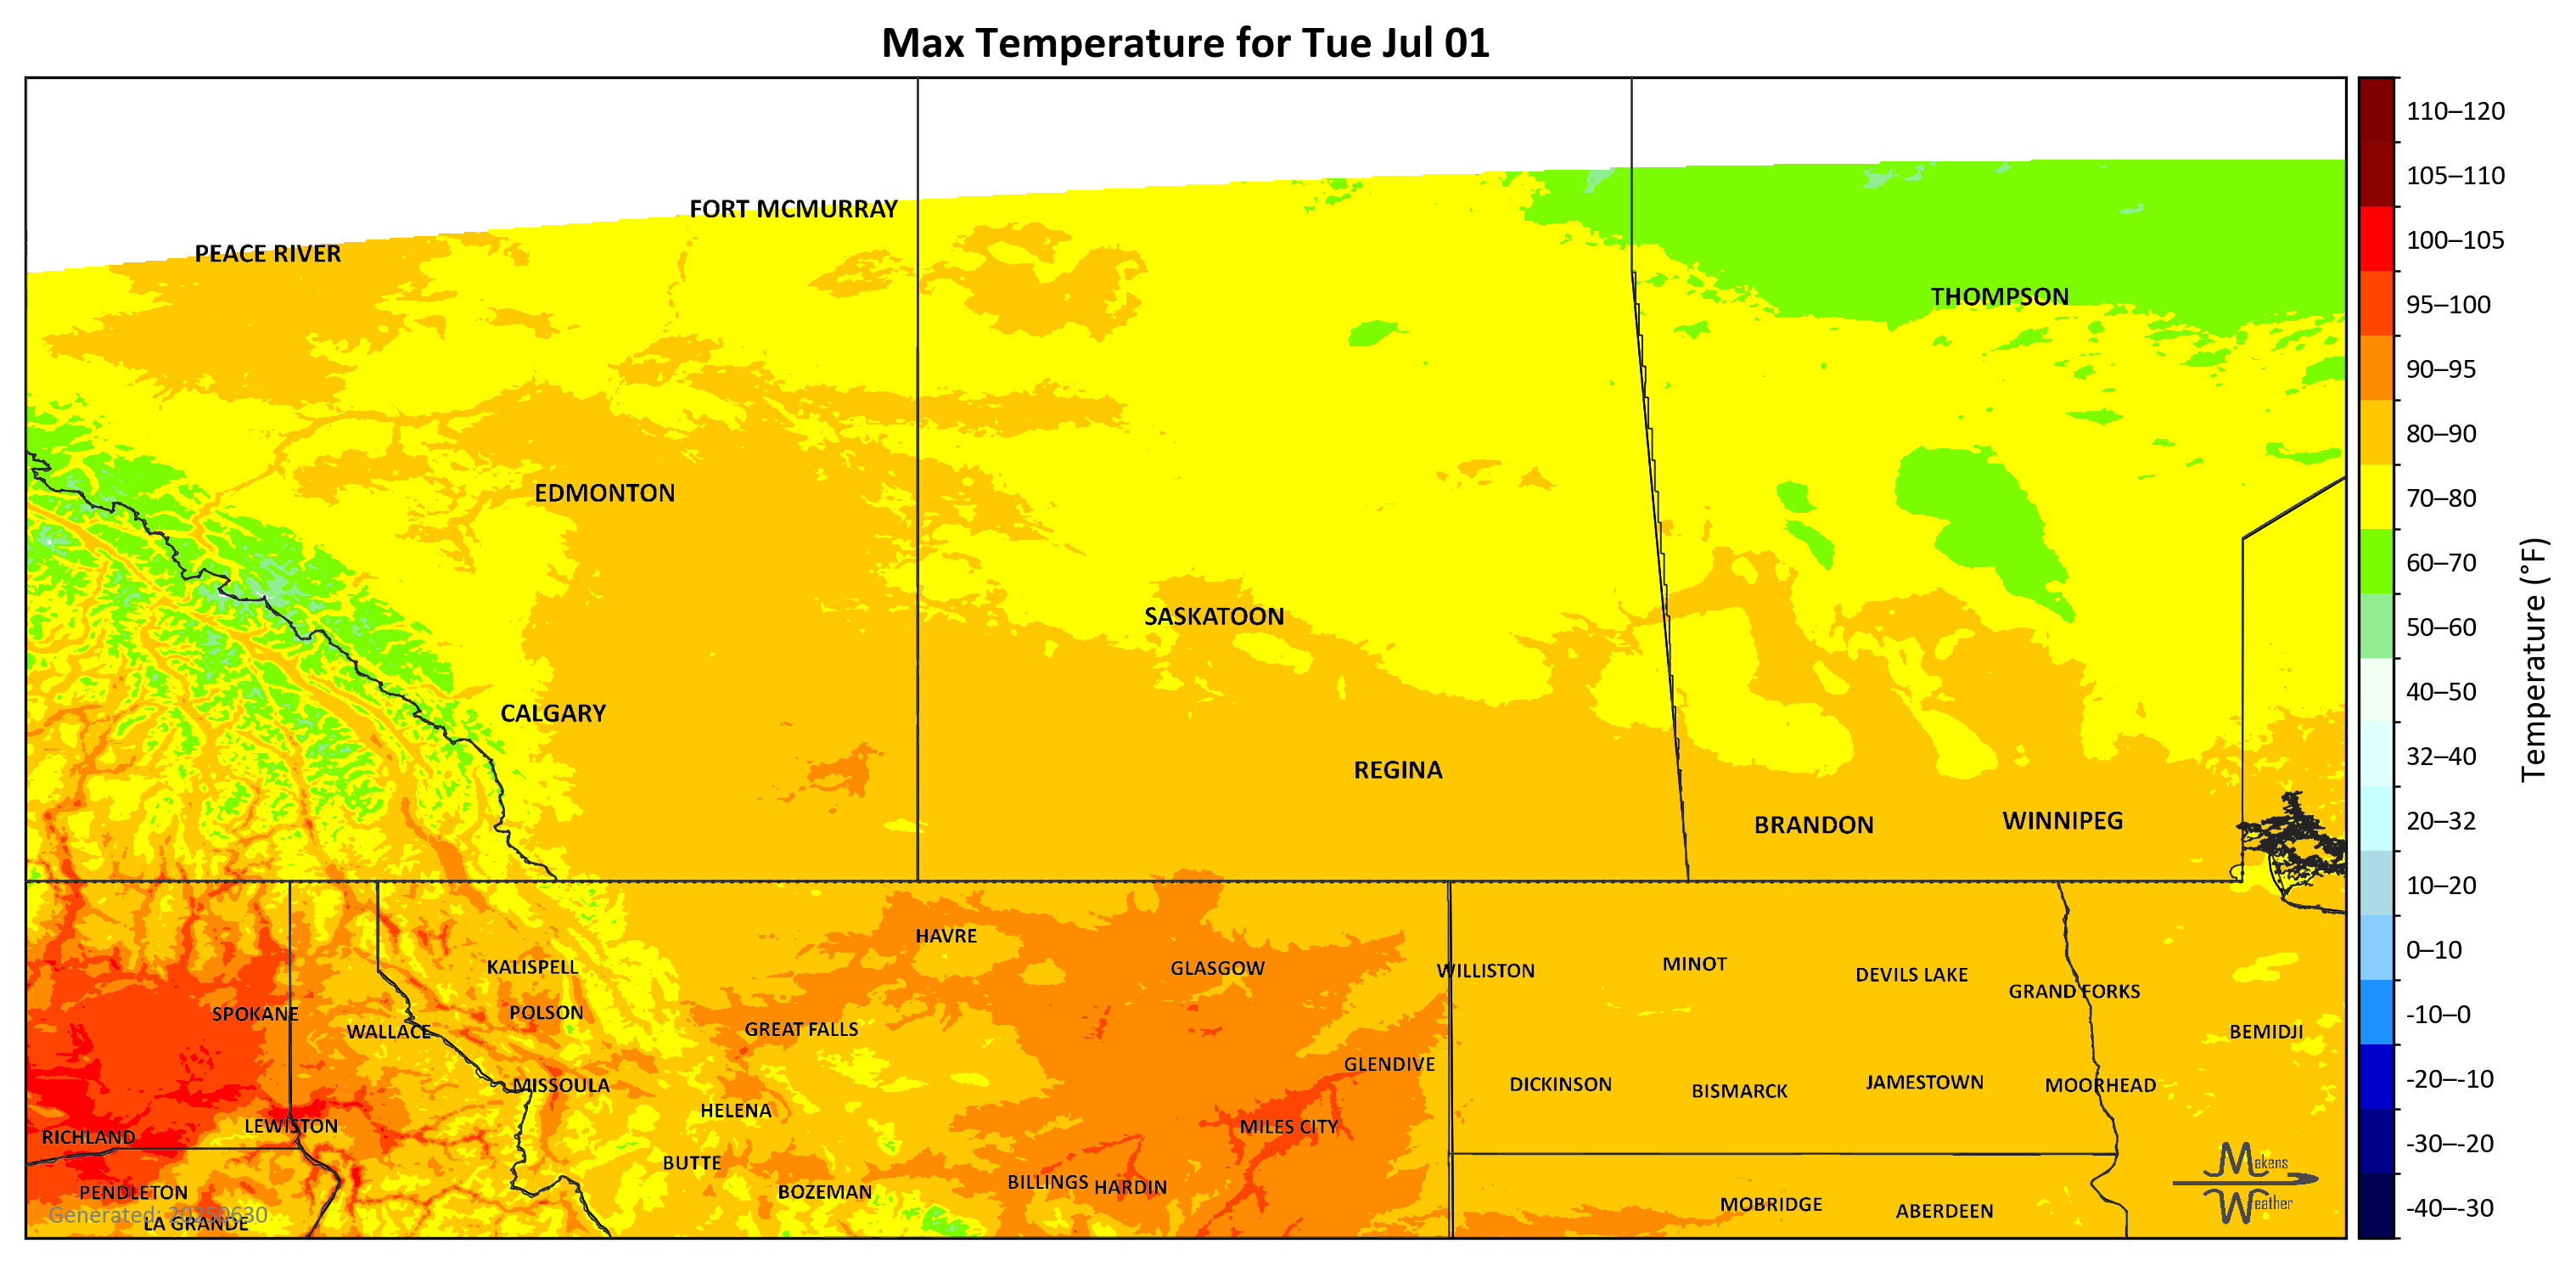 Max Temperature for Tue Jul 01
FORT MCMURRAY
PEACE RIVER
THOMPSON
EDMONTON
SASKATOON
CALGARY
REGINA
BRANDON
WINNIPEG
HAVRE
KALISPELL
GLASGOW
WILLISTON
MINOT
DEVILS LAKE
GRAND FORKS
SPOKANE
POLSON
WALLACE
GREAT FALLS
BEMIDJI
GLENDIVE
MISSOULA
DICKINSON
BISMARCK
JAMESTOWN
MOORHEAD
HELENA
RICHLAND
LEWISTON
MILES CITY
BUTTE
PENDLETON
BOZEMAN
BILLINGS
HARDIN
MOBRIDGE
ABERDEEN
Generated: 20250630
LA GRANDE
Makens
Weather
110–120
105–110
100–105
95–100
90–95
80–90
70–80
60–70
50–60
40–50
32–40
20–32
10–20
0–10
-10–0
-20–-10
-30–-20
-40–-30
Temperature (°F)